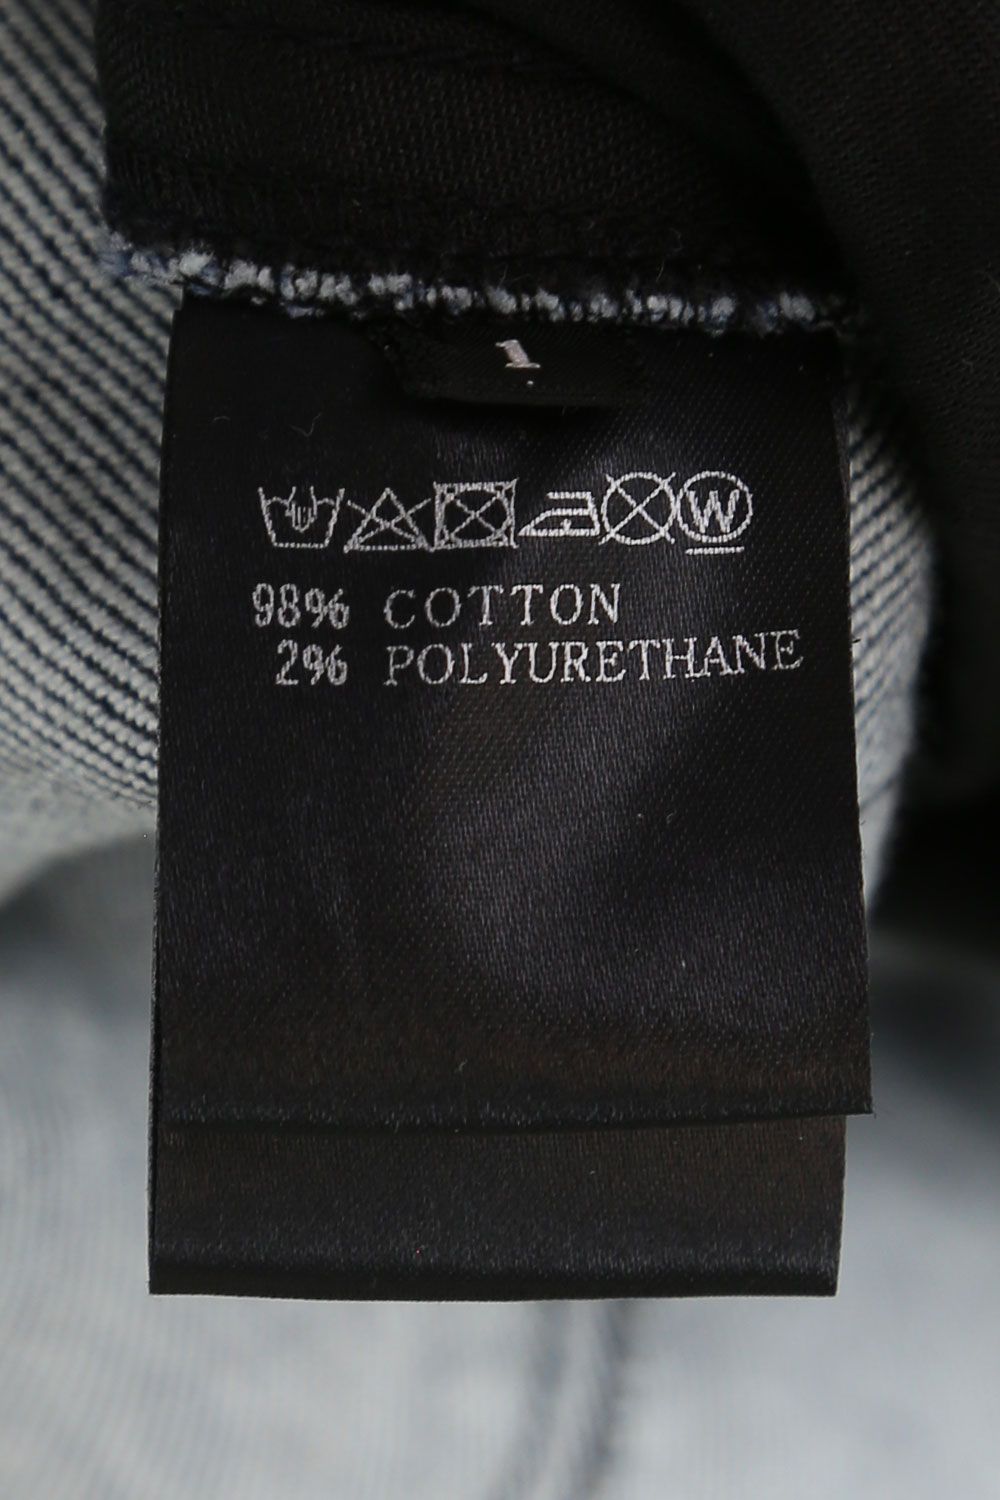 1
W
98% COTTON
2% POLYURETHANE